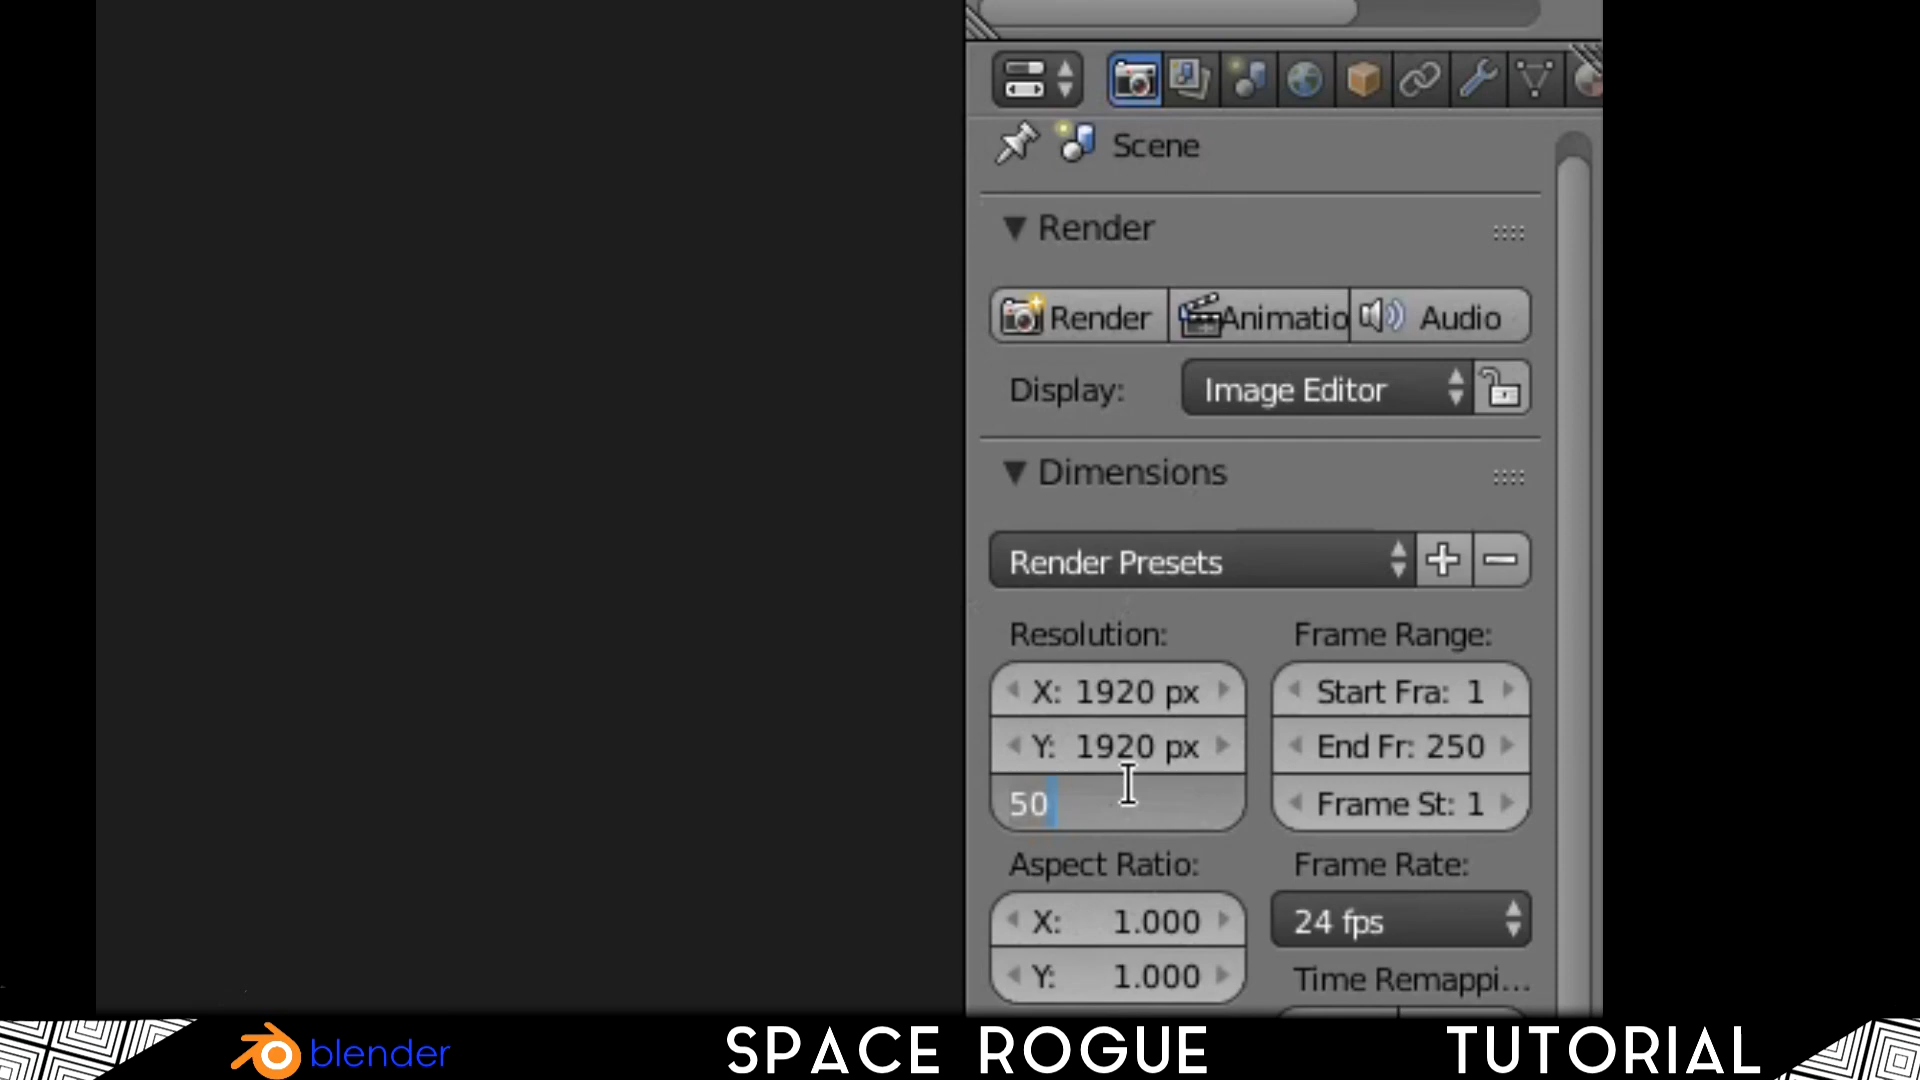 Scene
Render
Render Animatio Audio
Display: Image Editor
Dimensions
Render Presets
Resolution: Frame Range:
X: 1920 px Start Fra: 1
Y: 1920 px End Fr: 250
50 Frame St: 1
Aspect Ratio: Frame Rate:
X: 1.000 24 fps
Y: 1.000 Time Remappi...
blender SPACE ROGUE TUTORIAL